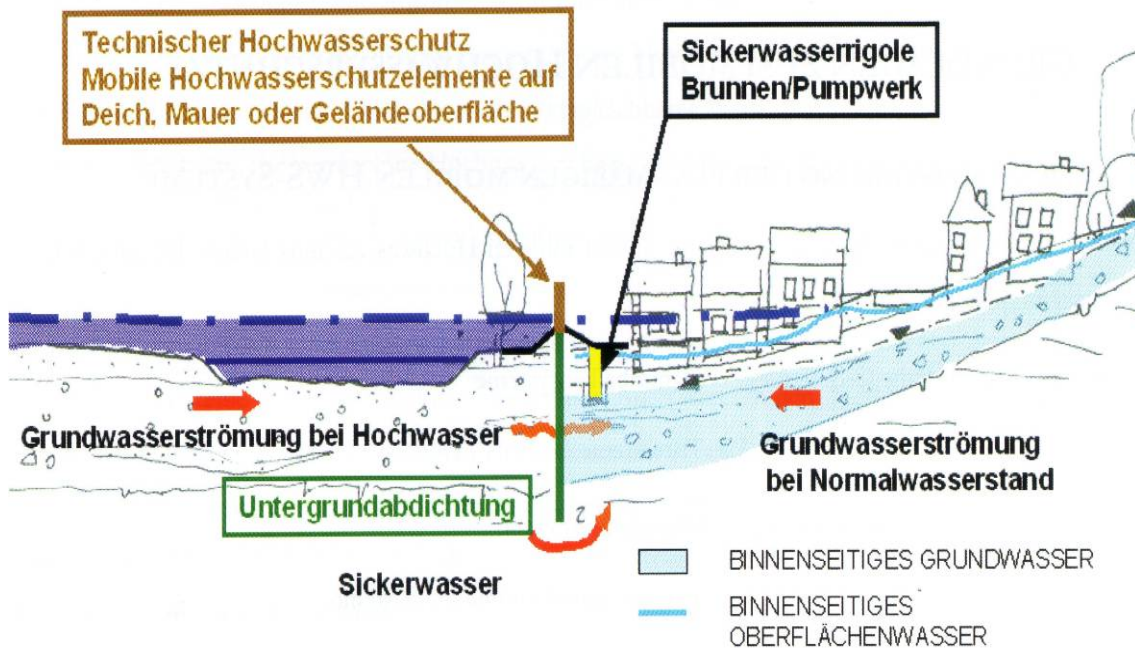 Technischer Hochwasserschutz
Mobile Hochwasserschutzelemente auf
Deich, Mauer oder Geländeoberfläche
Sickerwasserrigole
Brunnen/Pumpwerk
Grundwasserströmung bei Hochwasser
Grundwasserströmung
bei Normalwasserstand
Untergrundabdichtung
2
Sickerwasser
BINNENSEITIGES GRUNDWASSER
BINNENSEITIGES
OBERFLÄCHENWASSER